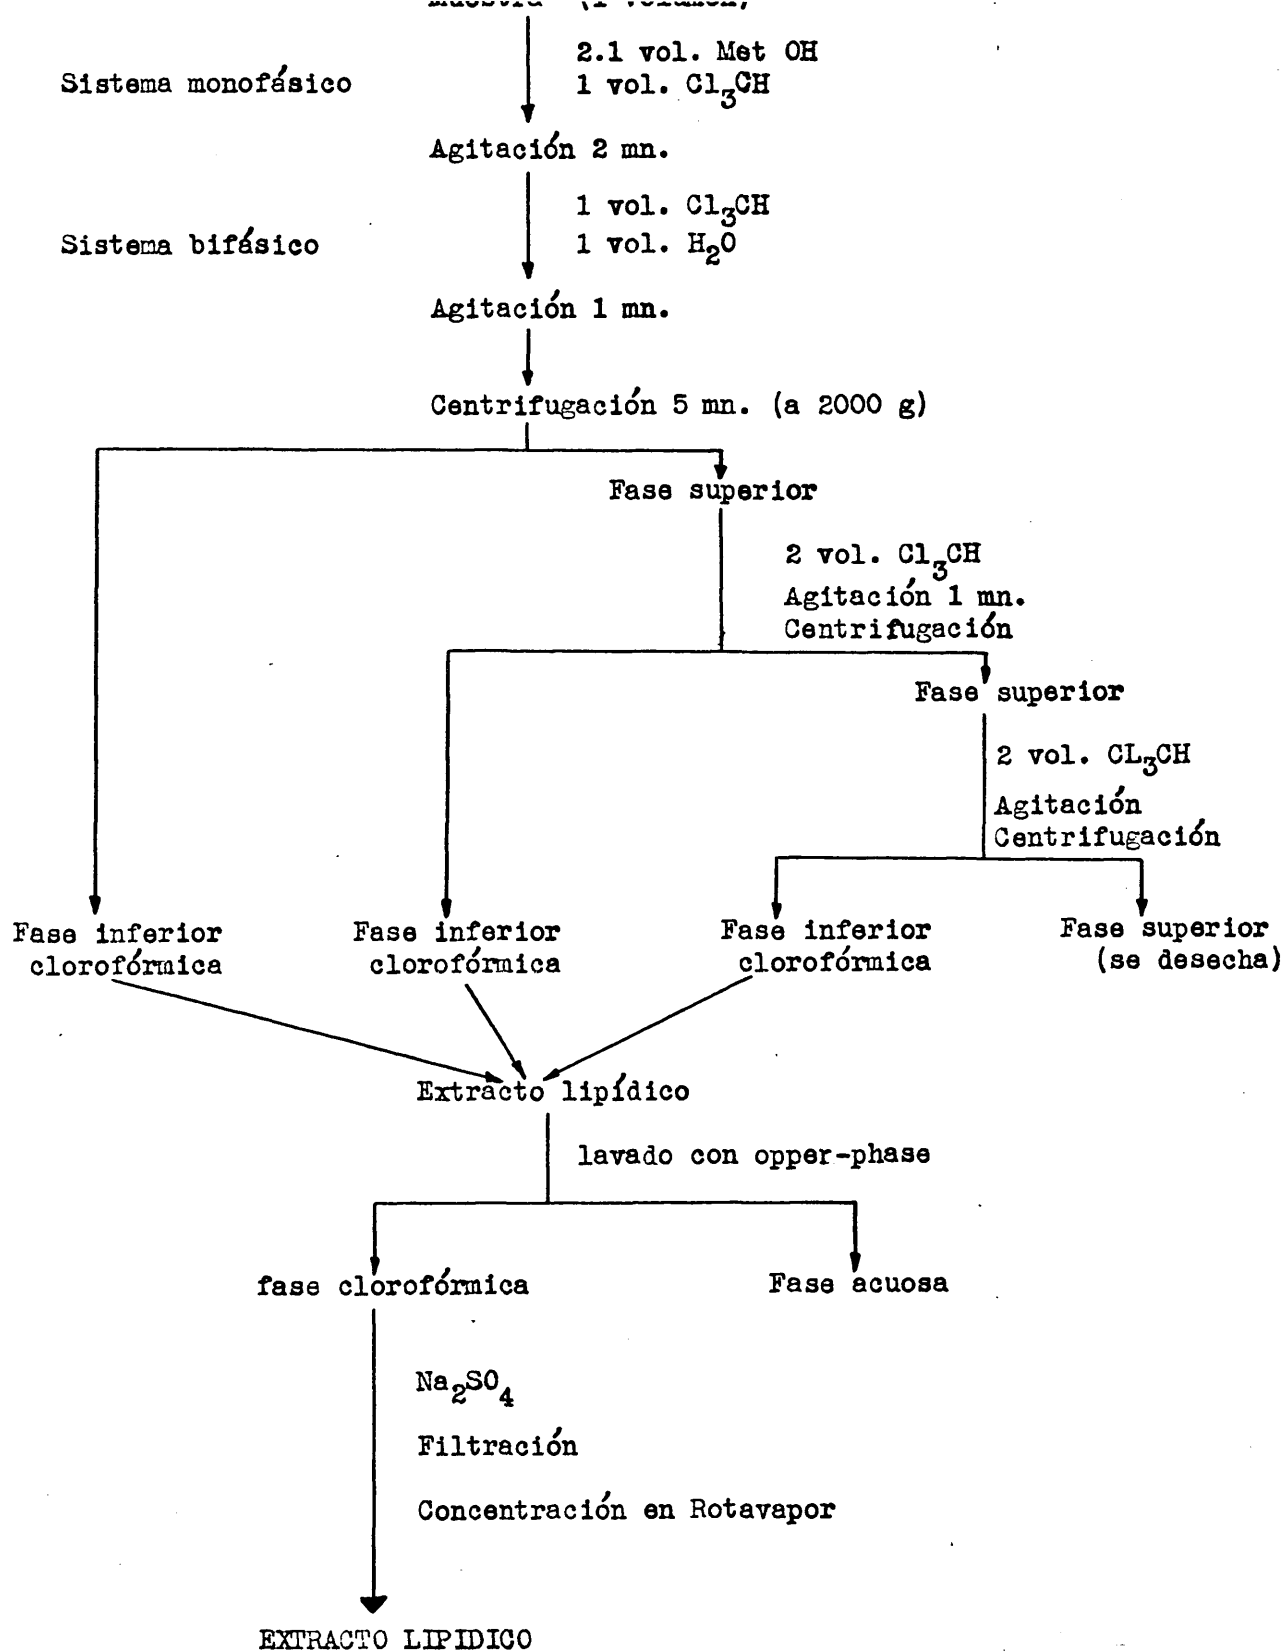 Muestra (1 volumen)
2.1 vol. Met OH
Sistema monofásico
1 vol. Cl3CH
Agitación 2 mn.
1 vol. Cl3CH
Sistema bifásico
1 vol. H2O
Agitación 1 mn.
Centrifugación 5 mn. (a 2000 g)
Fase superior
2 vol. Cl3CH
Agitación 1 mn.
Centrifugación
Fase superior
2 vol. CL3CH
Agitación
Centrifugación
Fase inferior
clorofórmica
Fase inferior
clorofórmica
Fase inferior
clorofórmica
Fase superior
(se desecha)
Extracto lipídico
lavado con opper-phase
fase clorofórmica
Fase acuosa
Na2SO4
Filtración
Concentración en Rotavapor
EXTRACTO LIPIDICO